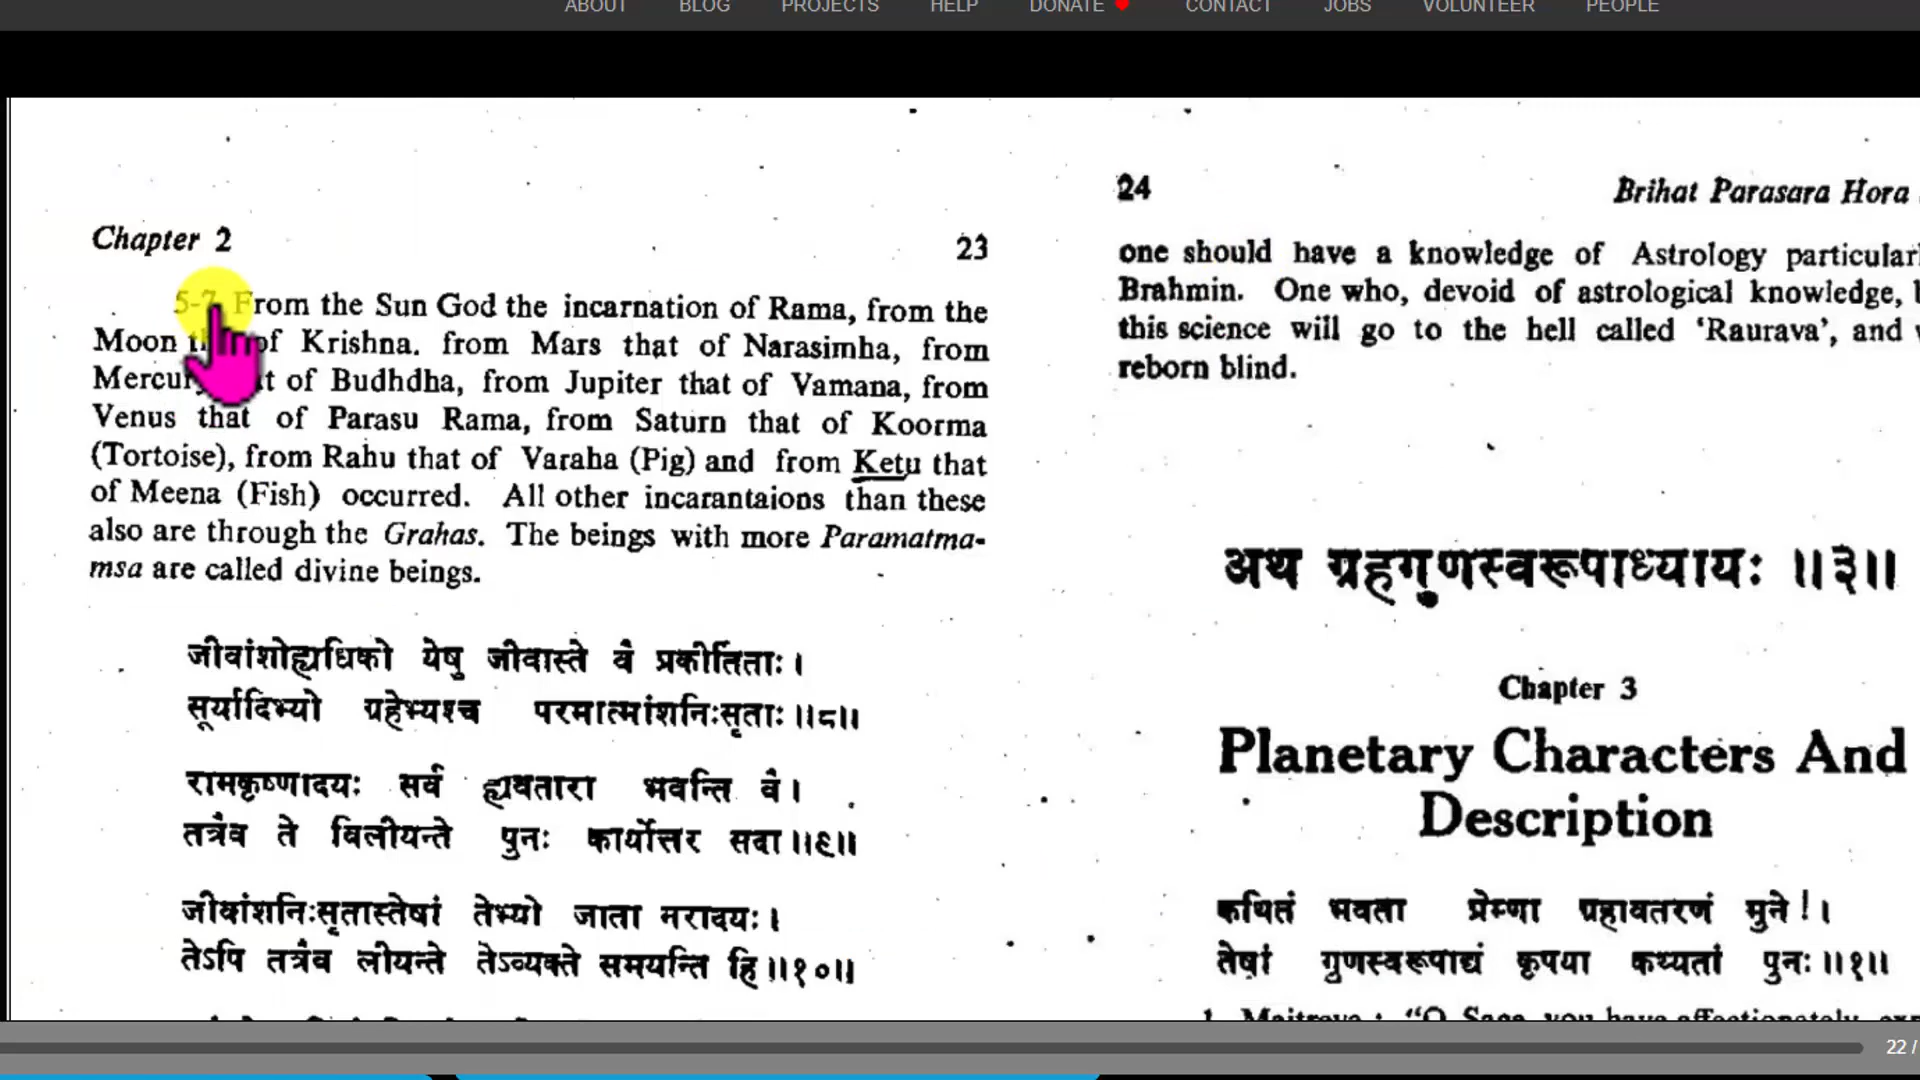 ABOUT BLOG PROJECTS HELP DONATE CONTACT JOBS VOLUNTEER PEOPLE
Chapter 2 23
5-7 From the Sun God the incarnation of Rama, from the
Moon of Krishna. from Mars that of Narasimha, from
of Budhdha, from Jupiter that of Vamana, from
Venus that of Parasu Rama, from Saturn that of Koorma
(Tortoise), from Rahu that of Varaha (Pig) and from Ketu that
of Meena (Fish) occurred. All other incarantaions than these
also are through the Grahas. The beings with more Paramatma-
msa are called divine beings.
जीवांशोह्यधिको येषु जीवास्ते वै प्रकीर्तिताः ।
सूर्यादिभ्यो ग्रहेभ्यश्च परमात्मांशनिःसृताः ॥८॥
रामकृष्णादयः सर्व ह्यवतारा भवन्ति वै ।
तत्रैव ते विलीयन्ते पुनः कार्योत्तर सदा ॥९॥
जीवांशनिःसृतास्तेषां तेभ्यो जाता नरादयः ।
तेऽपि तत्रैव लीयन्ते तेऽव्यक्ते समयन्ति हि ॥१०॥
24 Brihat Parasara Hora
one should have a knowledge of Astrology
Brahmin. One who, devoid of astrological knowledge,
this science will go to the hell called ‘Raurava’, and
reborn blind.
अथ ग्रहगुणस्वरूपाध्यायः ॥३॥
Chapter 3
Planetary Characters And
Description
कथितं भवता प्रेम्णा ग्रहावतरणं मुने ! ।
तेषां गुणस्वरूपाद्यं कृपया कथ्यतां पुनः ॥१॥
1. Maitreya : “O Sage, you have affectionately
22 /